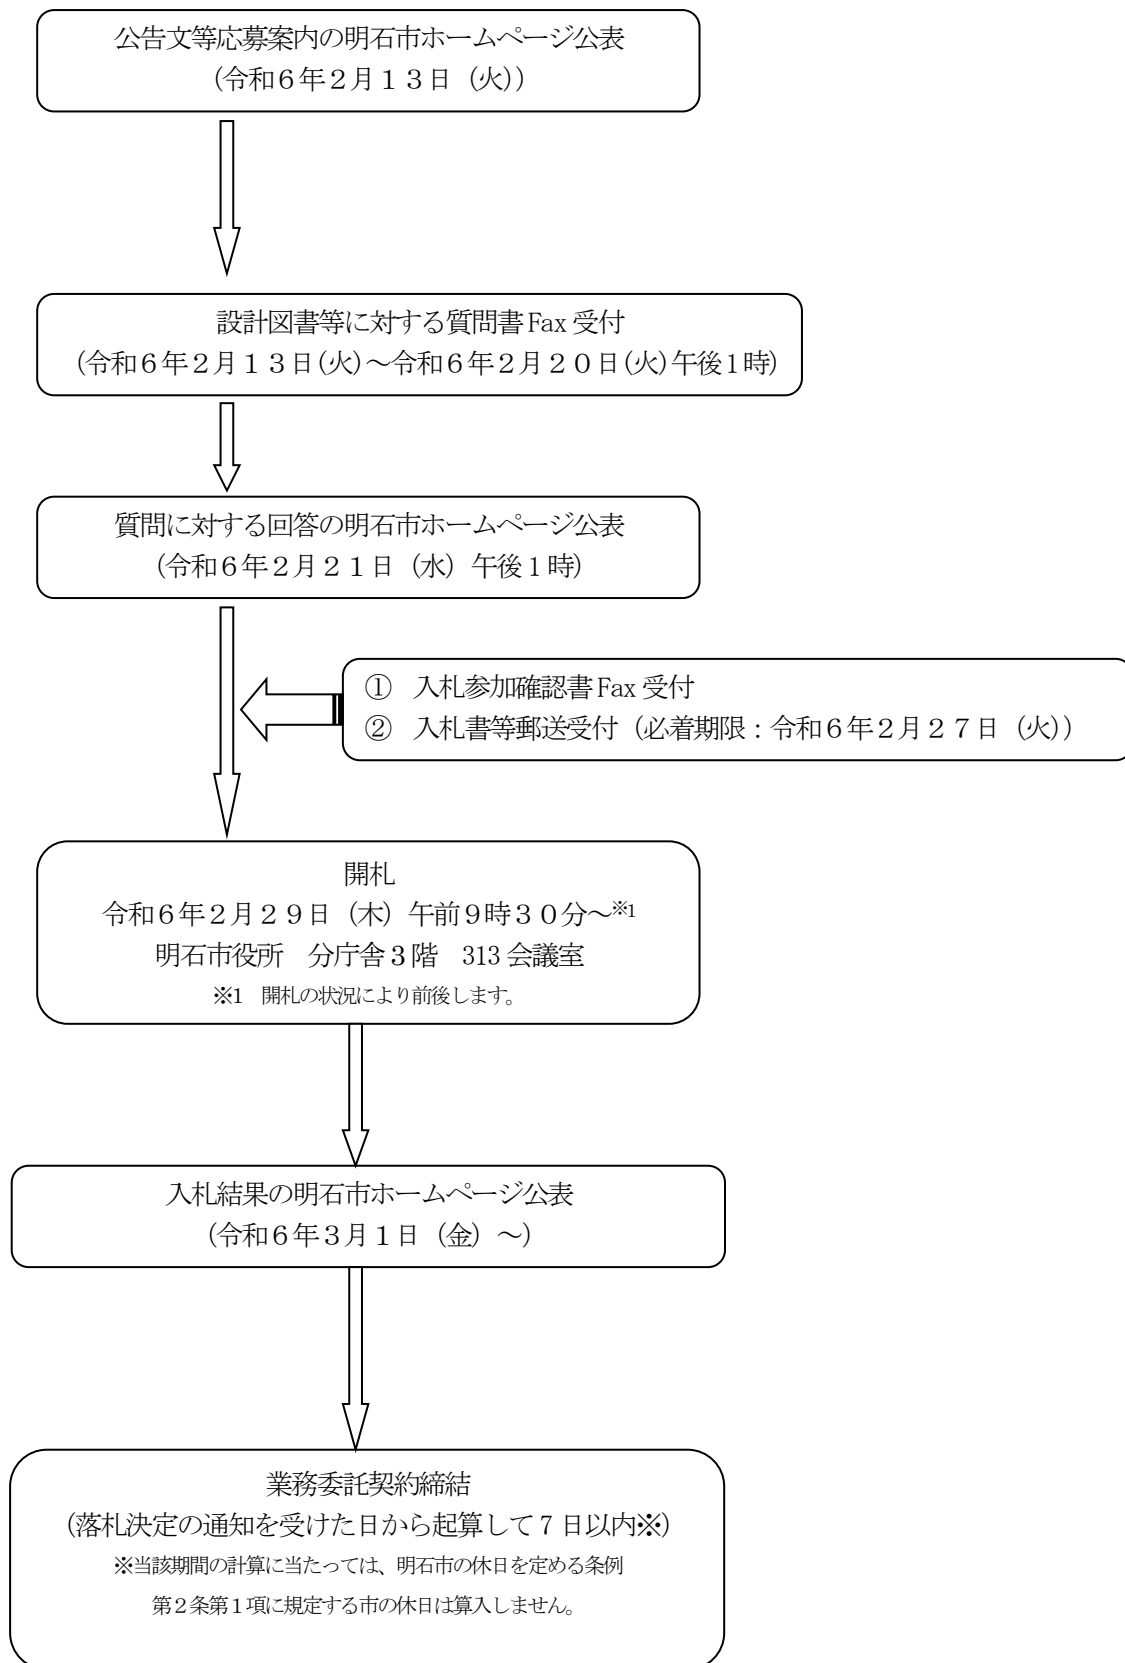 公告文等応募案内の明石市ホームページ公表
（令和６年２月１３日（火））
設計図書等に対する質問書 Fax 受付
（令和６年２月１３日（火）～令和６年２月２０日（火）午後１時）
質問に対する回答の明石市ホームページ公表
（令和６年２月２１日（水）午後１時）
①　入札参加確認書 Fax 受付
②　入札書等郵送受付（必着期限：令和６年２月２７日（火））
開札
令和６年２月２９日（木）午前９時３０分～※1
明石市役所　分庁舎３階　313 会議室
※1　開札の状況により前後します。
入札結果の明石市ホームページ公表
（令和６年３月１日（金）～）
業務委託契約締結
（落札決定の通知を受けた日から起算して７日以内※）
※当該期間の計算に当たっては、明石市の休日を定める条例
第２条第１項に規定する市の休日は算入しません。